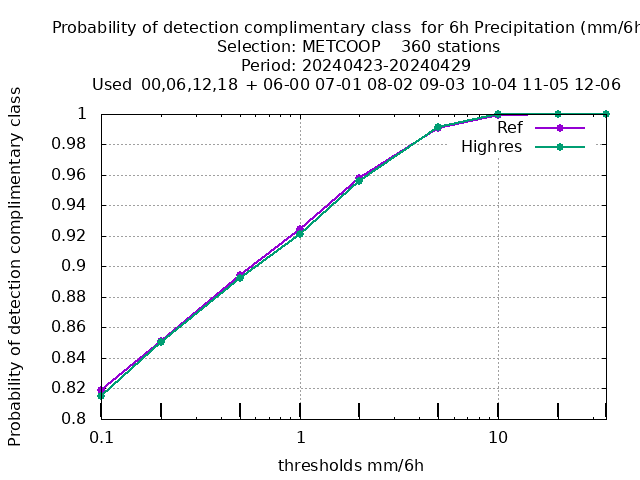 Probability of detection complimentary class  for 6h Precipitation (mm/6h
Selection: METCOOP    360 stations
Period: 20240423-20240429
Used  00,06,12,18  + 06-00 07-01 08-02 09-03 10-04 11-05 12-06
Probability of detection complimentary class
1
0.98
0.96
0.94
0.92
0.9
0.88
0.86
0.84
0.82
0.8
Ref
Highres
0.1
1
10
thresholds mm/6h